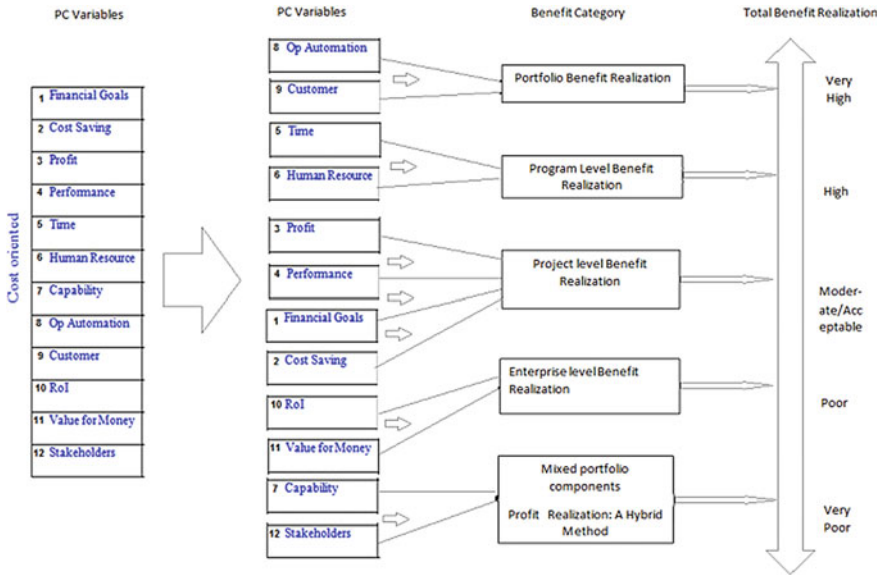 PC Variables
PC Variables
Benefit Category
Total Benefit Realization
Cost oriented
1 Financial Goals
2 Cost Saving
3 Profit
4 Performance
5 Time
6 Human Resource
7 Capability
8 Op Automation
9 Customer
10 RoI
11 Value for Money
12 Stakeholders
8 Op Automation
9 Customer
5 Time
6 Human Resource
3 Profit
4 Performance
1 Financial Goals
2 Cost Saving
10 RoI
11 Value for Money
7 Capability
12 Stakeholders
Portfolio Benefit Realization
Program Level Benefit
Realization
Project level Benefit
Realization
Enterprise level Benefit
Realization
Mixed portfolio
components
Profit Realization: A Hybrid
Method
Very
High
High
Moder-
ate/Acc
eptable
Poor
Very
Poor